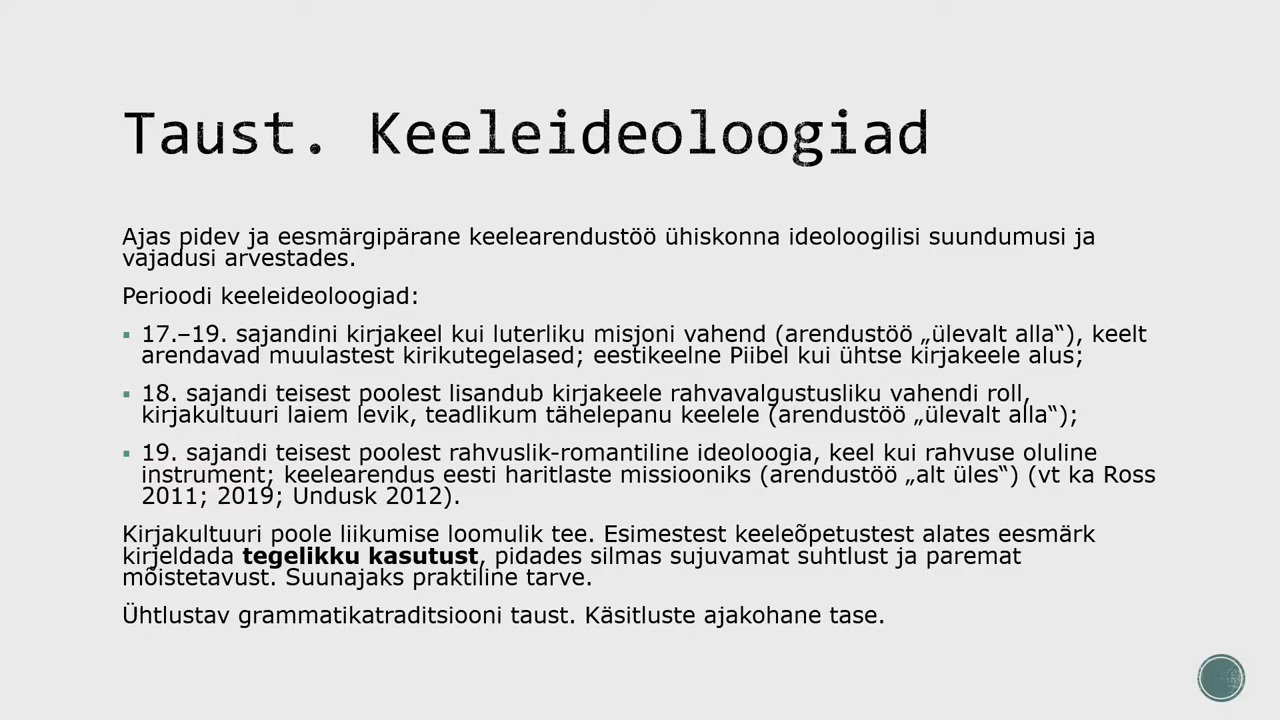 Taust. Keeleideoloogiad
Ajas pidev ja eesmärgipärane keelearendustöö ühiskonna ideoloogilisi suundumusi ja
vajadusi arvestades.
Perioodi keeleideoloogiad:
▪ 17.–19. sajandini kirjakeel kui luterliku misjoni vahend (arendustöö „ülevalt alla“), keelt
arendavad muulastest kirikutegelased; eestikeelne Piibel kui ühtse kirjakeele alus;
▪ 18. sajandi teisest poolest lisandub kirjakeele rahvavalgustusliku vahendi roll,
kirjakultuuri laiem levik, teadlikum tähelepanu keelele (arendustöö „ülevalt alla“);
▪ 19. sajandi teisest poolest rahvuslik-romantiline ideoloogia, keel kui rahvuse oluline
instrument; keelearendus eesti haritlaste missiooniks (arendustöö „alt üles“) (vt ka Ross
2011; 2019; Undusk 2012).
Kirjakultuuri poole liikumise loomulik tee. Esimestest keeleõpetustest alates eesmärk
kirjeldada tegelikku kasutust, pidades silmas sujuvamat suhtlust ja paremat
mõistetavust. Suunajaks praktiline tarve.
Ühtlustav grammatikatraditsiooni taust. Käsitluste ajakohane tase.